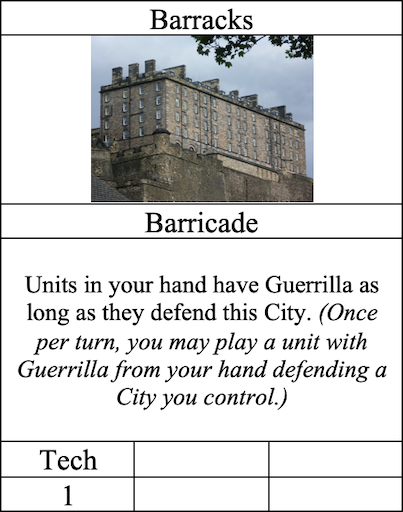 Barracks
Barricade
Units in your hand have Guerrilla as
long as they defend this City. (Once
per turn, you may play a unit with
Guerrilla from your hand defending a
City you control.)
Tech
1